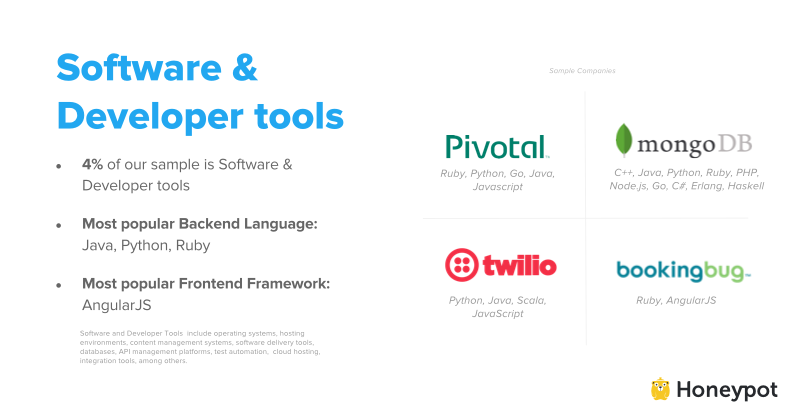 Software &
Developer tools
• 4% of our sample is Software &
Developer tools
• Most popular Backend Language:
Java, Python, Ruby
• Most popular Frontend Framework:
AngularJS
Software and Developer Tools include operating systems, hosting
environments, content management systems, software delivery tools,
databases, API management platforms, test automation, cloud hosting,
integration tools, among others.
Sample Companies
Pivotal™
Ruby, Python, Go, Java,
Javascript
mongoDB
C++, Java, Python, Ruby, PHP,
Node.js, Go, C#, Erlang, Haskell
twilio
Python, Java, Scala,
JavaScript
bookingbug™
Ruby, AngularJS
Honeypot